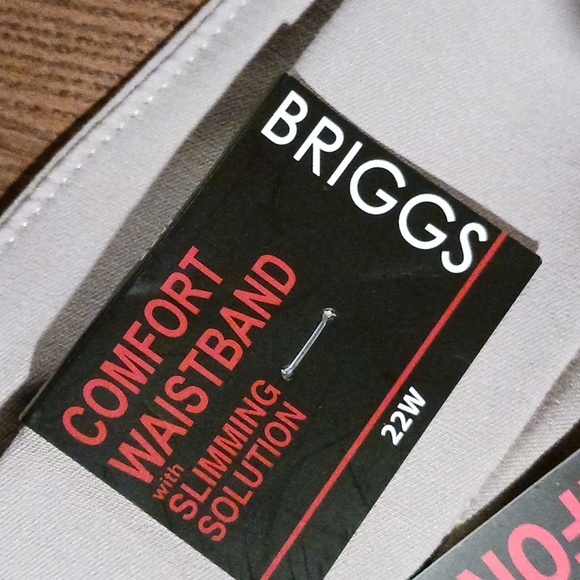 BRIGGS
COMFORT
WAISTBAND
with
SLIMMING
SOLUTION
22W